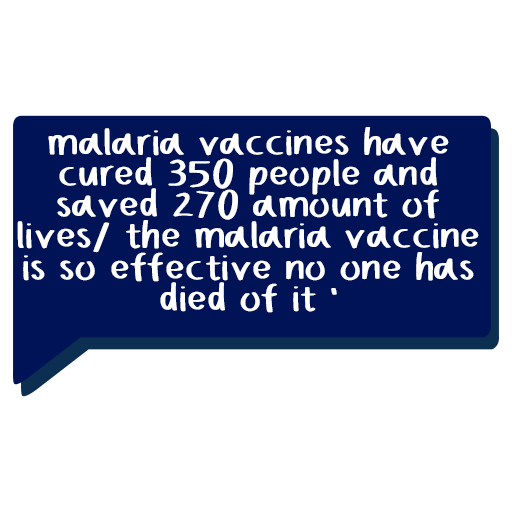 malaria vaccines have
cured 350 people and
saved 270 amount of
lives/ the malaria vaccine
is so effective no one has
died of it '